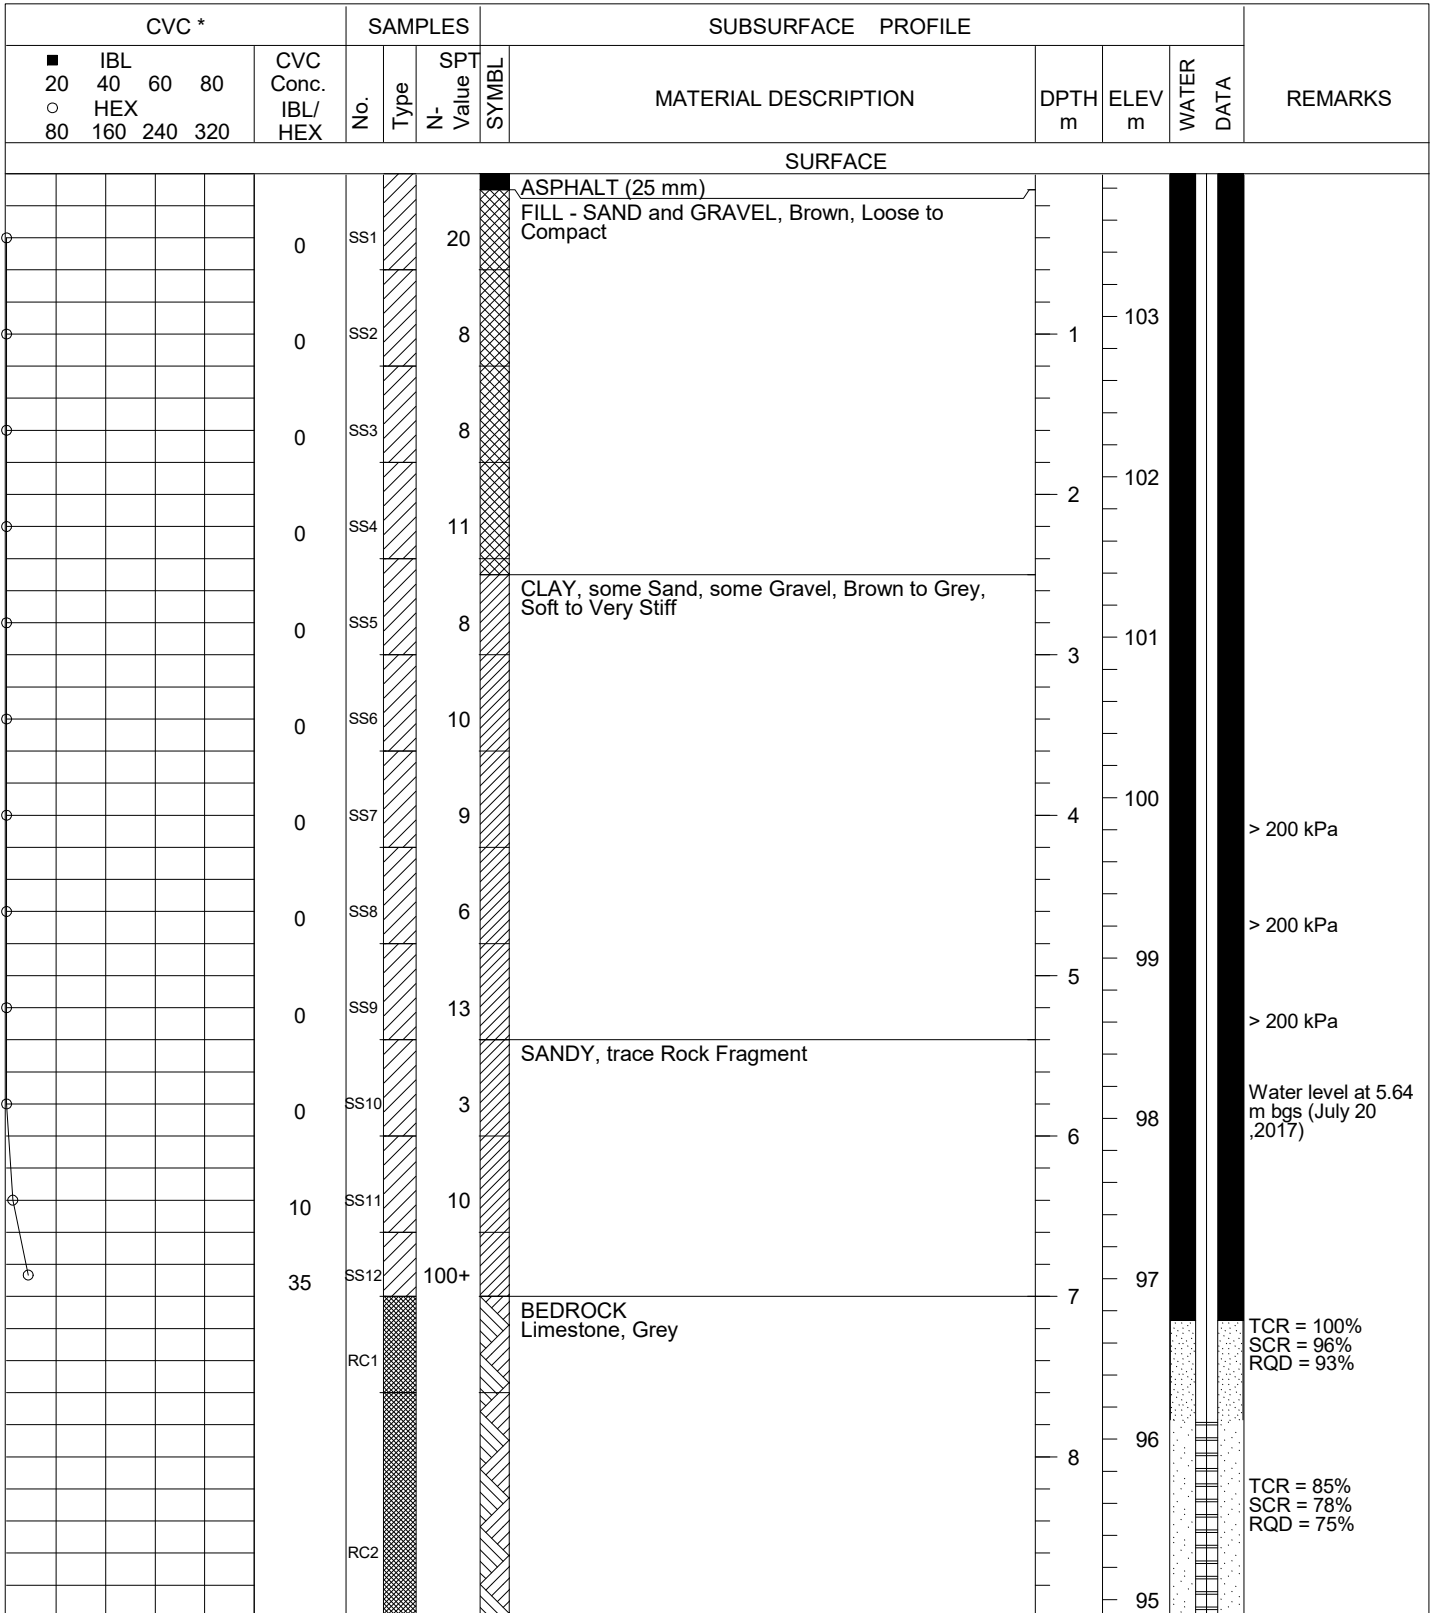 CVC *
SAMPLES
SUBSURFACE PROFILE
■ IBL
20 40 60 80
○ HEX
80 160 240 320
CVC
Conc.
IBL/
HEX
No.
Type
SPT
N- Value
SYMBL
MATERIAL DESCRIPTION
DPTH
m
ELEV
m
WATER
DATA
REMARKS
SURFACE
ASPHALT (25 mm)
FILL - SAND and GRAVEL, Brown, Loose to
Compact
0 SS1 20
103
0 SS2 8 1
0 SS3 8
102
2
0 SS4 11
CLAY, some Sand, some Gravel, Brown to Grey,
Soft to Very Stiff
0 SS5 8
101
3
0 SS6 10
100
0 SS7 9 4
> 200 kPa
0 SS8 6
> 200 kPa
99
5
0 SS9 13
> 200 kPa
SANDY, trace Rock Fragment
0 SS10 3
Water level at 5.64
m bgs (July 20
,2017)
98
6
10 SS11 10
35 SS12 100+
97
7
BEDROCK
Limestone, Grey
TCR = 100%
SCR = 96%
RQD = 93%
RC1
96
8
TCR = 85%
SCR = 78%
RQD = 75%
RC2
95